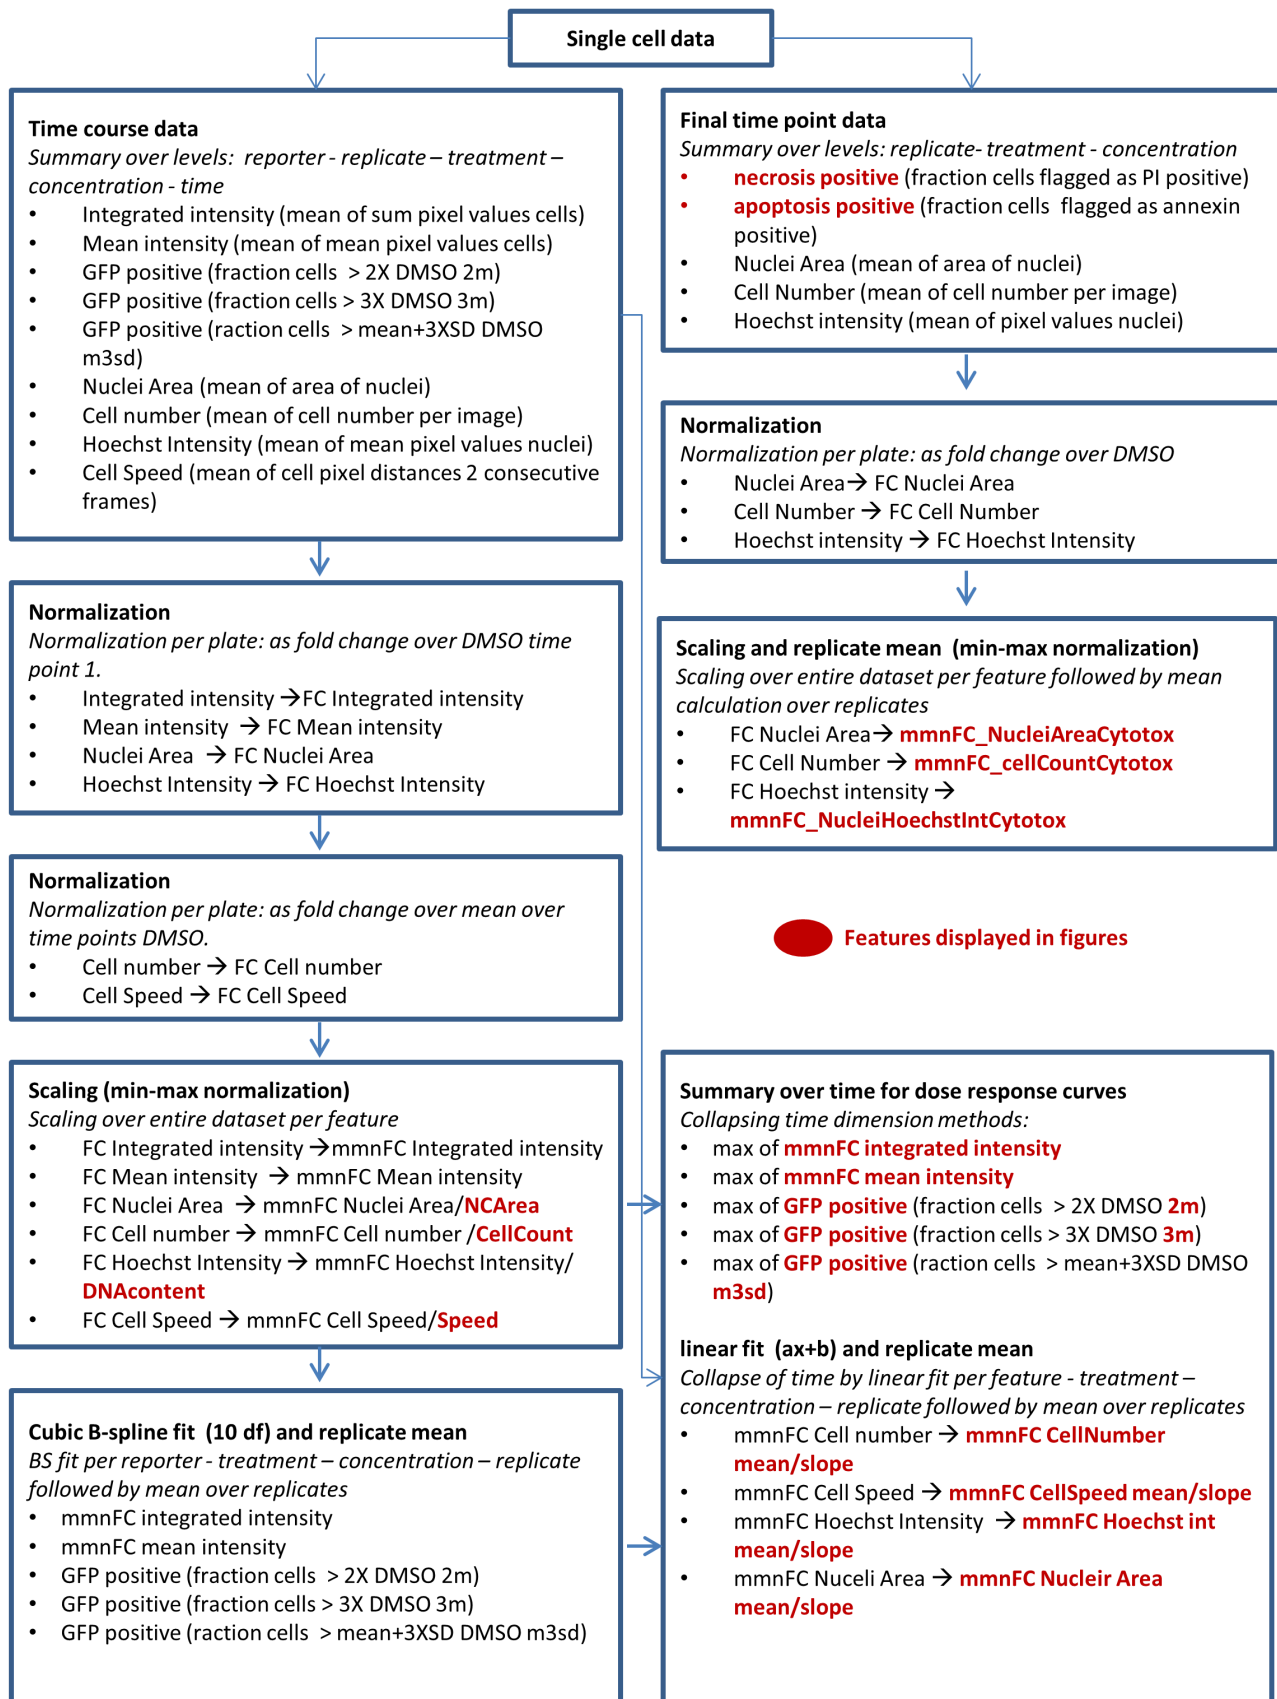 Single cell data
Time course data
Summary over levels:  reporter - replicate – treatment –
concentration - time
• Integrated intensity (mean of sum pixel values cells)
• Mean intensity (mean of mean pixel values cells)
• GFP positive (fraction cells  > 2X DMSO 2m)
• GFP positive (fraction cells > 3X DMSO 3m)
• GFP positive (raction cells  > mean+3XSD DMSO
m3sd)
• Nuclei Area (mean of area of nuclei)
• Cell number (mean of cell number per image)
• Hoechst Intensity (mean of mean pixel values nuclei)
• Cell Speed (mean of cell pixel distances 2 consecutive
frames)
Normalization
Normalization per plate: as fold change over DMSO time
point 1.
• Integrated intensity →FC Integrated intensity
• Mean intensity  → FC Mean intensity
• Nuclei Area  → FC Nuclei Area
• Hoechst Intensity → FC Hoechst Intensity
Normalization
Normalization per plate: as fold change over mean over
time points DMSO.
• Cell number → FC Cell number
• Cell Speed → FC Cell Speed
Scaling (min-max normalization)
Scaling over entire dataset per feature
• FC Integrated intensity →mmnFC Integrated intensity
• FC Mean intensity  → mmnFC Mean intensity
• FC Nuclei Area  → mmnFC Nuclei Area/NCArea
• FC Cell number → mmnFC Cell number /CellCount
• FC Hoechst Intensity → mmnFC Hoechst Intensity/
DNAcontent
• FC Cell Speed → mmnFC Cell Speed/Speed
Cubic B-spline fit  (10 df) and replicate mean
BS fit per reporter - treatment – concentration – replicate
followed by mean over replicates
• mmnFC integrated intensity
• mmnFC mean intensity
• GFP positive (fraction cells  > 2X DMSO 2m)
• GFP positive (fraction cells > 3X DMSO 3m)
• GFP positive (raction cells  > mean+3XSD DMSO m3sd)
Final time point data
Summary over levels: replicate- treatment - concentration
• necrosis positive (fraction cells flagged as PI positive)
• apoptosis positive (fraction cells  flagged as annexin
positive)
• Nuclei Area (mean of area of nuclei)
• Cell Number (mean of cell number per image)
• Hoechst intensity (mean of pixel values nuclei)
Normalization
Normalization per plate: as fold change over DMSO
• Nuclei Area→ FC Nuclei Area
• Cell Number → FC Cell Number
• Hoechst intensity → FC Hoechst Intensity
Scaling and replicate mean  (min-max normalization)
Scaling over entire dataset per feature followed by mean
calculation over replicates
• FC Nuclei Area→ mmnFC_NucleiAreaCytotox
• FC Cell Number → mmnFC_cellCountCytotox
• FC Hoechst intensity →
mmnFC_NucleiHoechstIntCytotox
Features displayed in figures
Summary over time for dose response curves
Collapsing time dimension methods:
• max of mmnFC integrated intensity
• max of mmnFC mean intensity
• max of GFP positive (fraction cells  > 2X DMSO 2m)
• max of GFP positive (fraction cells > 3X DMSO 3m)
• max of GFP positive (raction cells  > mean+3XSD DMSO
m3sd)
linear fit  (ax+b) and replicate mean
Collapse of time by linear fit per feature - treatment –
concentration – replicate followed by mean over replicates
• mmnFC Cell number → mmnFC CellNumber
mean/slope
• mmnFC Cell Speed → mmnFC CellSpeed mean/slope
• mmnFC Hoechst Intensity  → mmnFC Hoechst int
mean/slope
• mmnFC Nuceli Area → mmnFC Nucleir Area
mean/slope